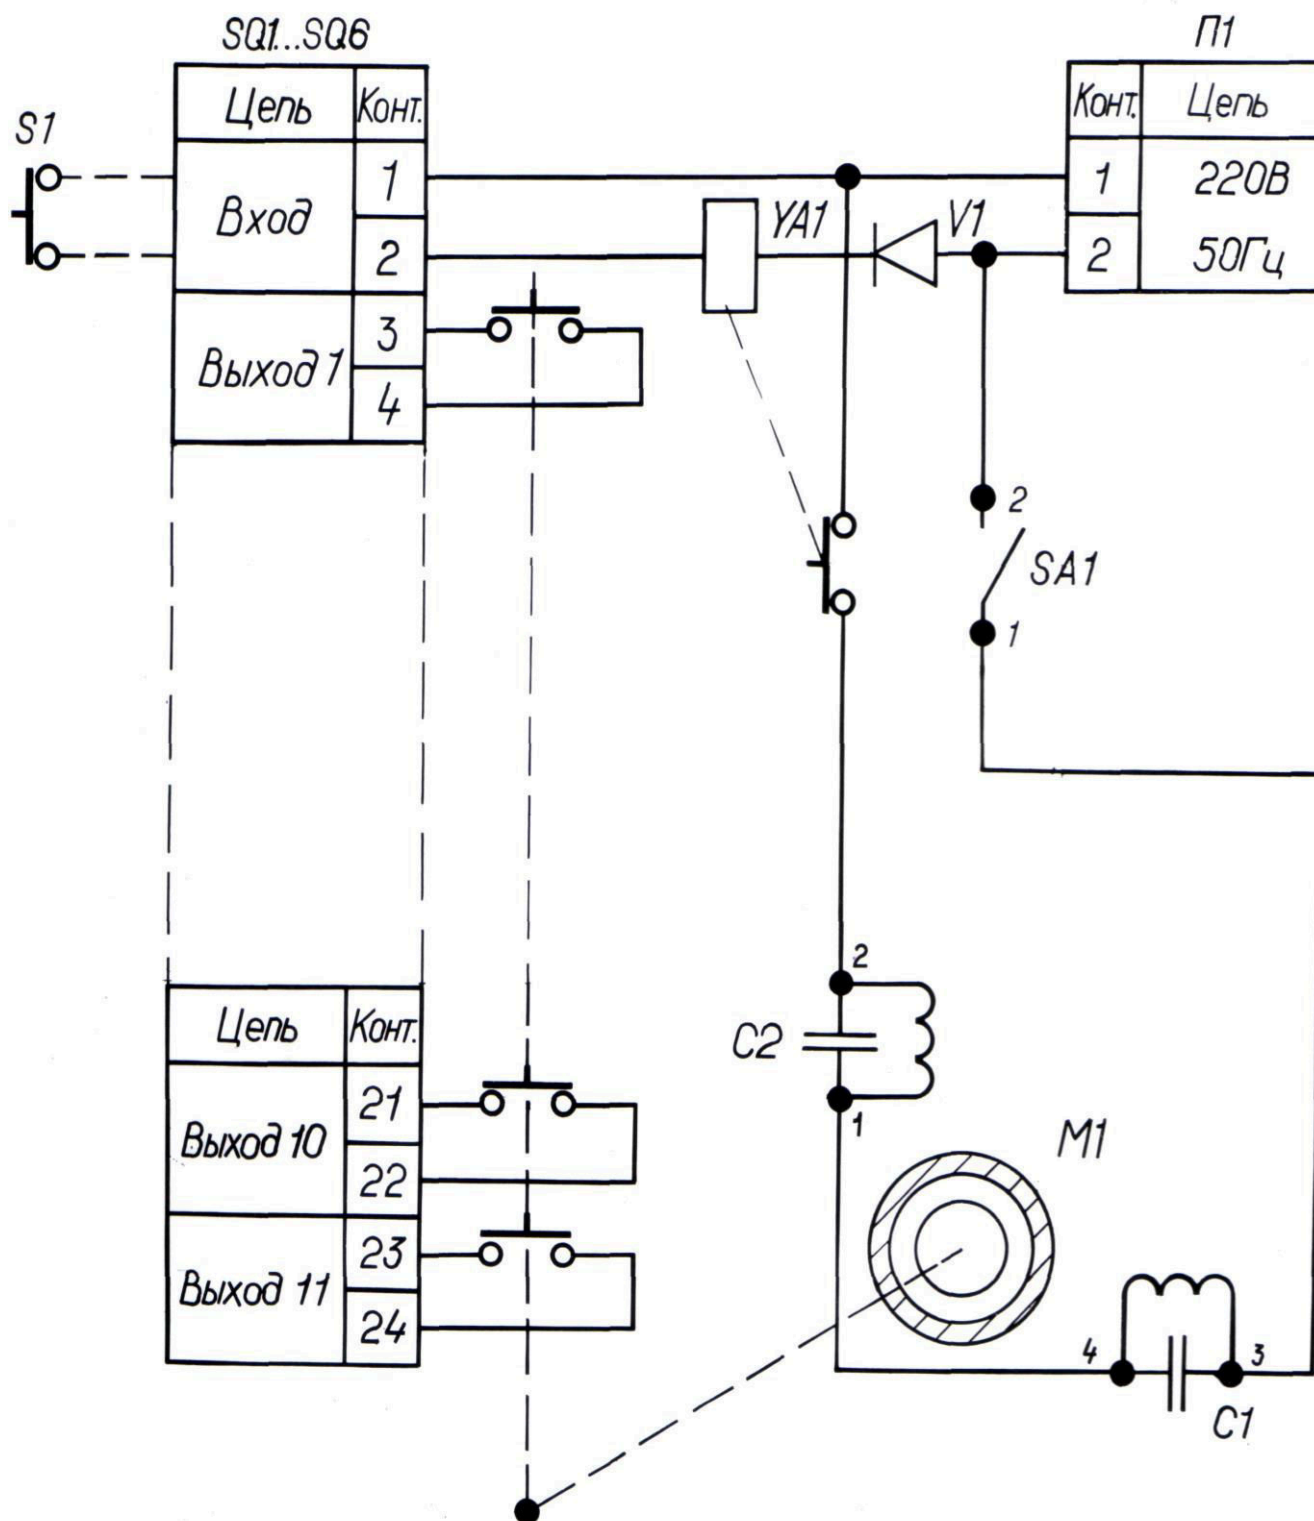 SQ1...SQ6
П1
S1
Цепь Конт.
Вход 1
2
Выход 1 3
4
Конт. Цепь
1 220В
2 50Гц
YA1
V1
2
SA1
1
2
C2
1
Цепь Конт.
Выход 10 21
22
Выход 11 23
24
M1
4
3
C1